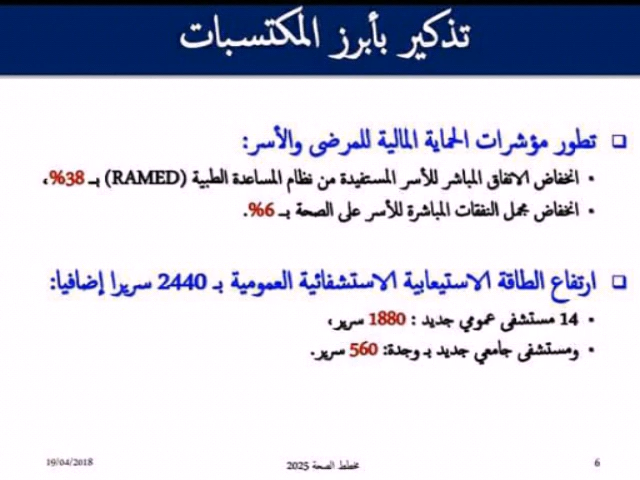 تذكير بأبرز المكتسبات
❑ تطور مؤشرات الحماية المالية للمرضى والأسر:
• انخفاض الانفاق المباشر للأسر المستفيدة من نظام المساعدة الطبية (RAMED) بـ 38%،
• انخفاض مجمل النفقات المباشرة للأسر على الصحة بـ 6%.
❑ ارتفاع الطاقة الاستيعابية الاستشفائية العمومية بـ 2440 سريرا إضافيا:
• 14 مستشفى عمومي جديد : 1880 سرير،
• ومستشفى جامعي جديد بـ وجدة: 560 سرير.
6
مخطط الصحة 2025
19/04/2018